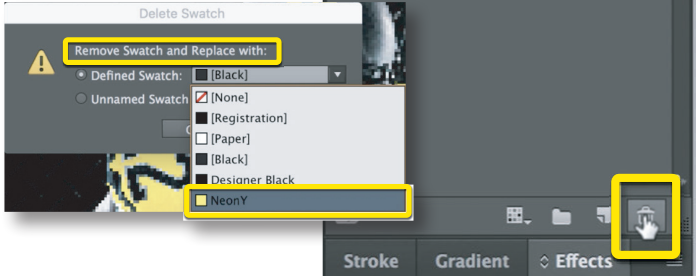 Delete Swatch
Remove Swatch and Replace with:
Defined Swatch: [Black]
Unnamed Swatch
[None]
[Registration]
[Paper]
[Black]
Designer Black
NeonY
Stroke Gradient Effects